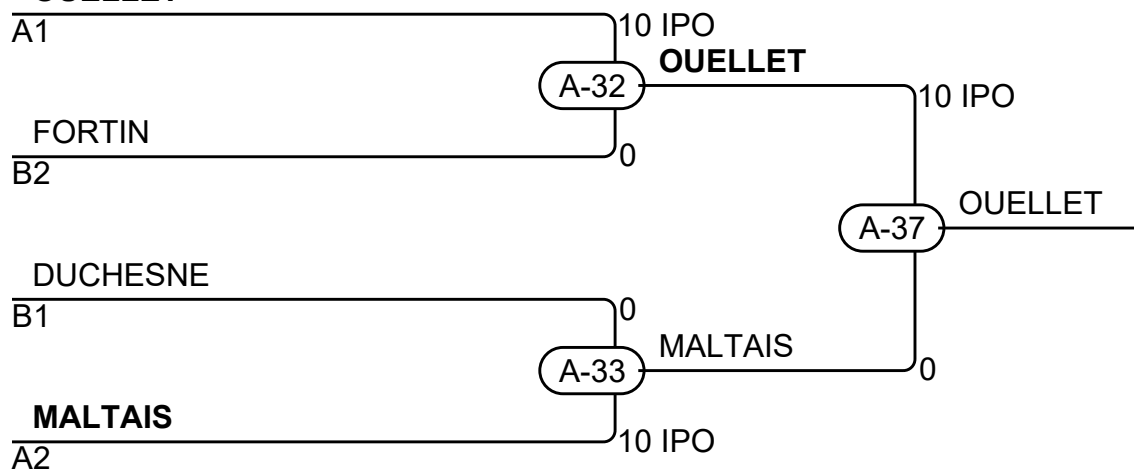 A1
10 IPO
OUELLET
A-32
10 IPO
FORTIN
0
B2
OUELLET
A-37
DUCHESNE
B1
0
MALTAIS
A-33
0
MALTAIS
10 IPO
A2